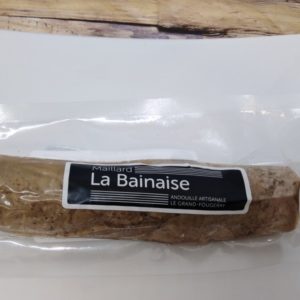 Maillard
La Bainaise
ANDOUILLE ARTISANALE
LE GRAND-FOUGERAY